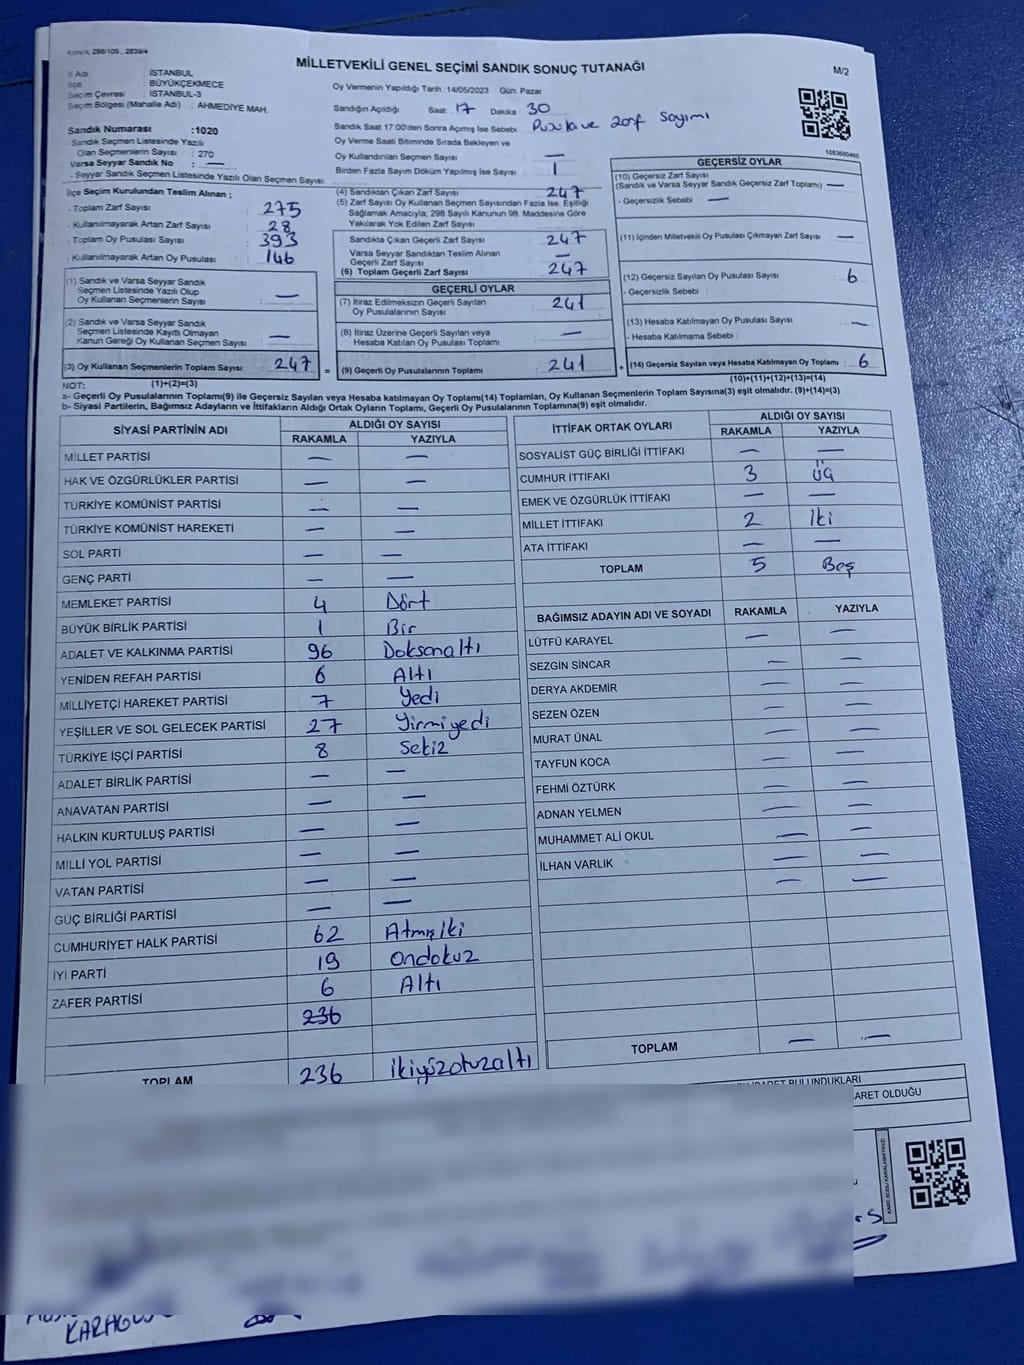 Kanun; 298/105 , 2839/4
MİLLETVEKİLİ GENEL SEÇİMİ SANDIK SONUÇ TUTANAĞI
M/2
İl Adı : İSTANBUL
İlçe : BÜYÜKÇEKMECE
Seçim Çevresi : İSTANBUL-3
Seçim Bölgesi (Mahalle Adı) : AHMEDİYE MAH.
Sandık Numarası :1020
- Sandık Seçmen Listesinde Yazılı
Olan Seçmenlerin Sayısı : 270
Varsa Seyyar Sandık No : —
- Seyyar Sandık Seçmen Listesinde Yazılı Olan Seçmen Sayısı:
İlçe Seçim Kurulundan Teslim Alınan ;
- Toplam Zarf Sayısı : 275
- Kullanılmayarak Artan Zarf Sayısı : 28
- Toplam Oy Pusulası Sayısı : 393
- Kullanılmayarak Artan Oy Pusulası : 146
(1) Sandık ve Varsa Seyyar Sandık
Seçmen Listesinde Yazılı Olup
Oy Kullanan Seçmenlerin Sayısı : —
(2) Sandık ve Varsa Seyyar Sandık
Seçmen Listesinde Kayıtlı Olmayan
Kanun Gereği Oy Kullanan Seçmen Sayısı : —
(3) Oy Kullanan Seçmenlerin Toplam Sayısı : 247
Oy Vermenin Yapıldığı Tarih :14/05/2023 Gün: Pazar
Sandığın Açıldığı Saat: 17 Dakika : 30
Sandık Saat 17:00'den Sonra Açımış İse Sebebi : Pusula ve zarf sayımı
Oy Verme Saati Bitiminde Sırada Bekleyen ve
Oy Kullandırılan Seçmen Sayısı : —
Birden Fazla Sayım Döküm Yapılmış İse Sayısı : 1
(4) Sandıktan Çıkan Zarf Sayısı : 247
(5) Zarf Sayısı Oy Kullanan Seçmen Sayısından Fazla İse, Eşitliği
Sağlamak Amacıyla; 298 Sayılı Kanunun 98. Maddesine Göre
Yakılarak Yok Edilen Zarf Sayısı :
Sandıkta Çıkan Geçerli Zarf Sayısı : 247
Varsa Seyyar Sandıktan Teslim Alınan
Geçerli Zarf Sayısı : —
(6) Toplam Geçerli Zarf Sayısı : 247
GEÇERLİ OYLAR
(7) İtiraz Edilmeksizin Geçerli Sayılan
Oy Pusulalarının Sayısı : 241
(8) İtiraz Üzerine Geçerli Sayılan veya
Hesaba Katılan Oy Pusulası Toplamı : —
= (9) Geçerli Oy Pusulalarının Toplamı : 241 +
1083660465
GEÇERSİZ OYLAR
(10) Geçersiz Zarf Sayısı
(Sandık ve Varsa Seyyar Sandık Geçersiz Zarf Toplamı) : —
- Geçersizlik Sebebi : —
(11) İçinden Milletvekili Oy Pusulası Çıkmayan Zarf Sayısı : —
(12) Geçersiz Sayılan Oy Pusulası Sayısı : 6
- Geçersizlik Sebebi :
(13) Hesaba Katılmayan Oy Pusulası Sayısı : —
- Hesaba Katılmama Sebebi :
(14) Geçersiz Sayılan veya Hesaba Katılmayan Oy Toplamı : 6
NOT: (1)+(2)=(3)
(10)+(11)+(12)+(13)=(14)
a- Geçerli Oy Pusulalarının Toplamı(9) ile Geçersiz Sayılan veya Hesaba Katılmayan Oy Toplamı(14) Toplamları, Oy Kullanan Seçmenlerin Toplam Sayısına(3) eşit olmalıdır. (9)+(14)=(3)
b- Siyasi Partilerin, Bağımsız Adayların ve İttifakların Aldığı Ortak Oyların Toplamı, Geçerli Oy Pusulalarının Toplamına(9) eşit olmalıdır.
SİYASİ PARTİNİN ADI ALDIĞI OY SAYISI
RAKAMLA YAZIYLA
MİLLET PARTİSİ — —
HAK VE ÖZGÜRLÜKLER PARTİSİ — —
TÜRKİYE KOMÜNİST PARTİSİ — —
TÜRKİYE KOMÜNİST HAREKETİ — —
SOL PARTİ — —
GENÇ PARTİ — —
MEMLEKET PARTİSİ 4 Dört
BÜYÜK BİRLİK PARTİSİ 1 Bir
ADALET VE KALKINMA PARTİSİ 96 Doksanaltı
YENİDEN REFAH PARTİSİ 6 Altı
MİLLİYETÇİ HAREKET PARTİSİ 7 Yedi
YEŞİLLER VE SOL GELECEK PARTİSİ 27 Yirmiyedi
TÜRKİYE İŞÇİ PARTİSİ 8 Sekiz
ADALET BİRLİK PARTİSİ — —
ANAVATAN PARTİSİ — —
HALKIN KURTULUŞ PARTİSİ — —
MİLLİ YOL PARTİSİ — —
VATAN PARTİSİ — —
GÜÇ BİRLİĞİ PARTİSİ — —
CUMHURİYET HALK PARTİSİ 62 Atmışiki
İYİ PARTİ 19 Ondokuz
ZAFER PARTİSİ 6 Altı
236
TOPLAM 236 ikiyüzotuzaltı
İTTİFAK ORTAK OYLARI ALDIĞI OY SAYISI
RAKAMLA YAZIYLA
SOSYALİST GÜÇ BİRLİĞİ İTTİFAKI — —
CUMHUR İTTİFAKI 3 üç
EMEK VE ÖZGÜRLÜK İTTİFAKI — —
MİLLET İTTİFAKI 2 İki
ATA İTTİFAKI — —
TOPLAM 5 Beş
BAĞIMSIZ ADAYIN ADI VE SOYADI RAKAMLA YAZIYLA
LÜTFÜ KARAYEL — —
SEZGİN SİNCAR — —
DERYA AKDEMİR — —
SEZEN ÖZEN — —
MURAT ÜNAL — —
TAYFUN KOCA — —
FEHMİ ÖZTÜRK — —
ADNAN YELMEN — —
MUHAMMET ALİ OKUL — —
İLHAN VARLIK — —
— —
TOPLAM — —
BULUNDUKLARI
ARET OLDUĞU
KARE KODU KARALAMAYINIZ!